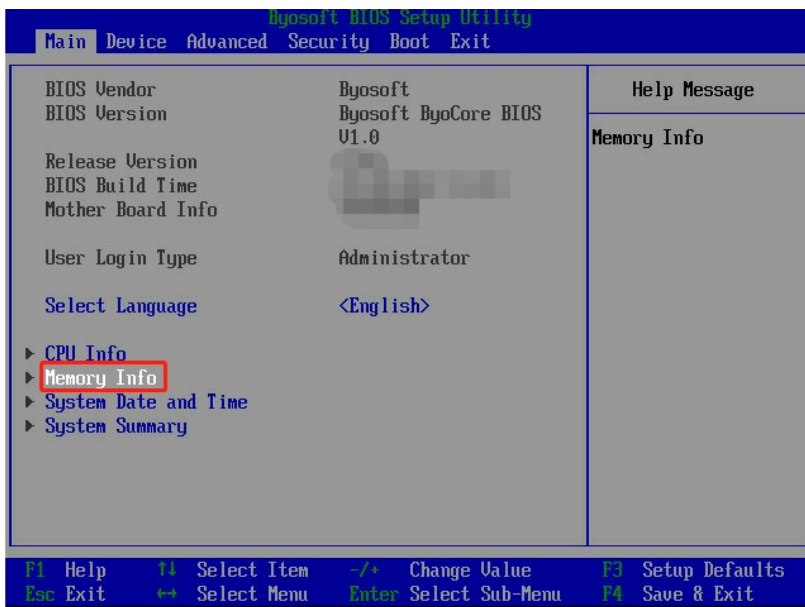 Byosoft BIOS Setup Utility
Main Device Advanced Security Boot Exit
BIOS Vendor Byosoft
BIOS Version Byosoft ByoCore BIOS
V1.0
Release Version
BIOS Build Time
Mother Board Info
User Login Type Administrator
Select Language <English>
CPU Info
Memory Info
System Date and Time
System Summary
Help Message
Memory Info
F1 Help ↑↓ Select Item -/+ Change Value F3 Setup Defaults
Esc Exit ←→ Select Menu Enter Select Sub-Menu F4 Save & Exit